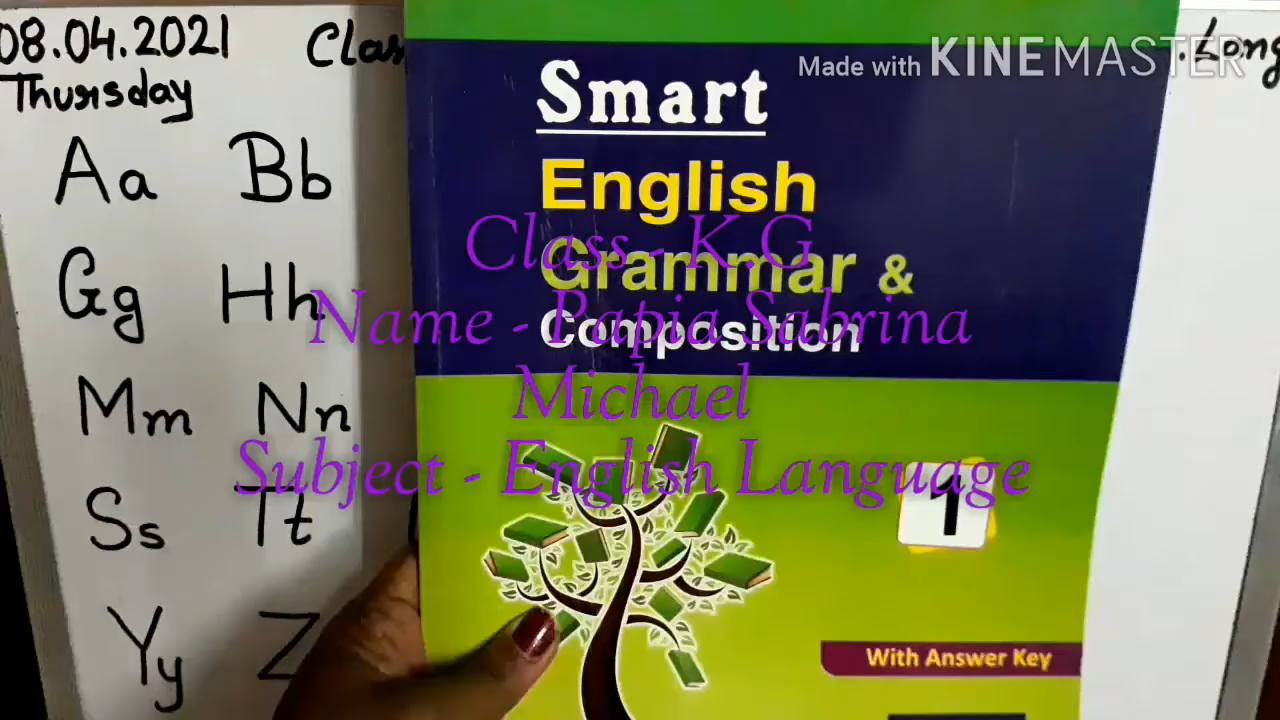 08.04.2021 Clas
Thursday
.Long
Made with KINEMASTER
Aa Bb
Gg Hh
Mm Nn
Ss Tt
Yy Z
Smart
English
Grammar &
Composition
1
With Answer Key
Class - K.G
Name - Papia Sabrina
Michael
Subject - English Language